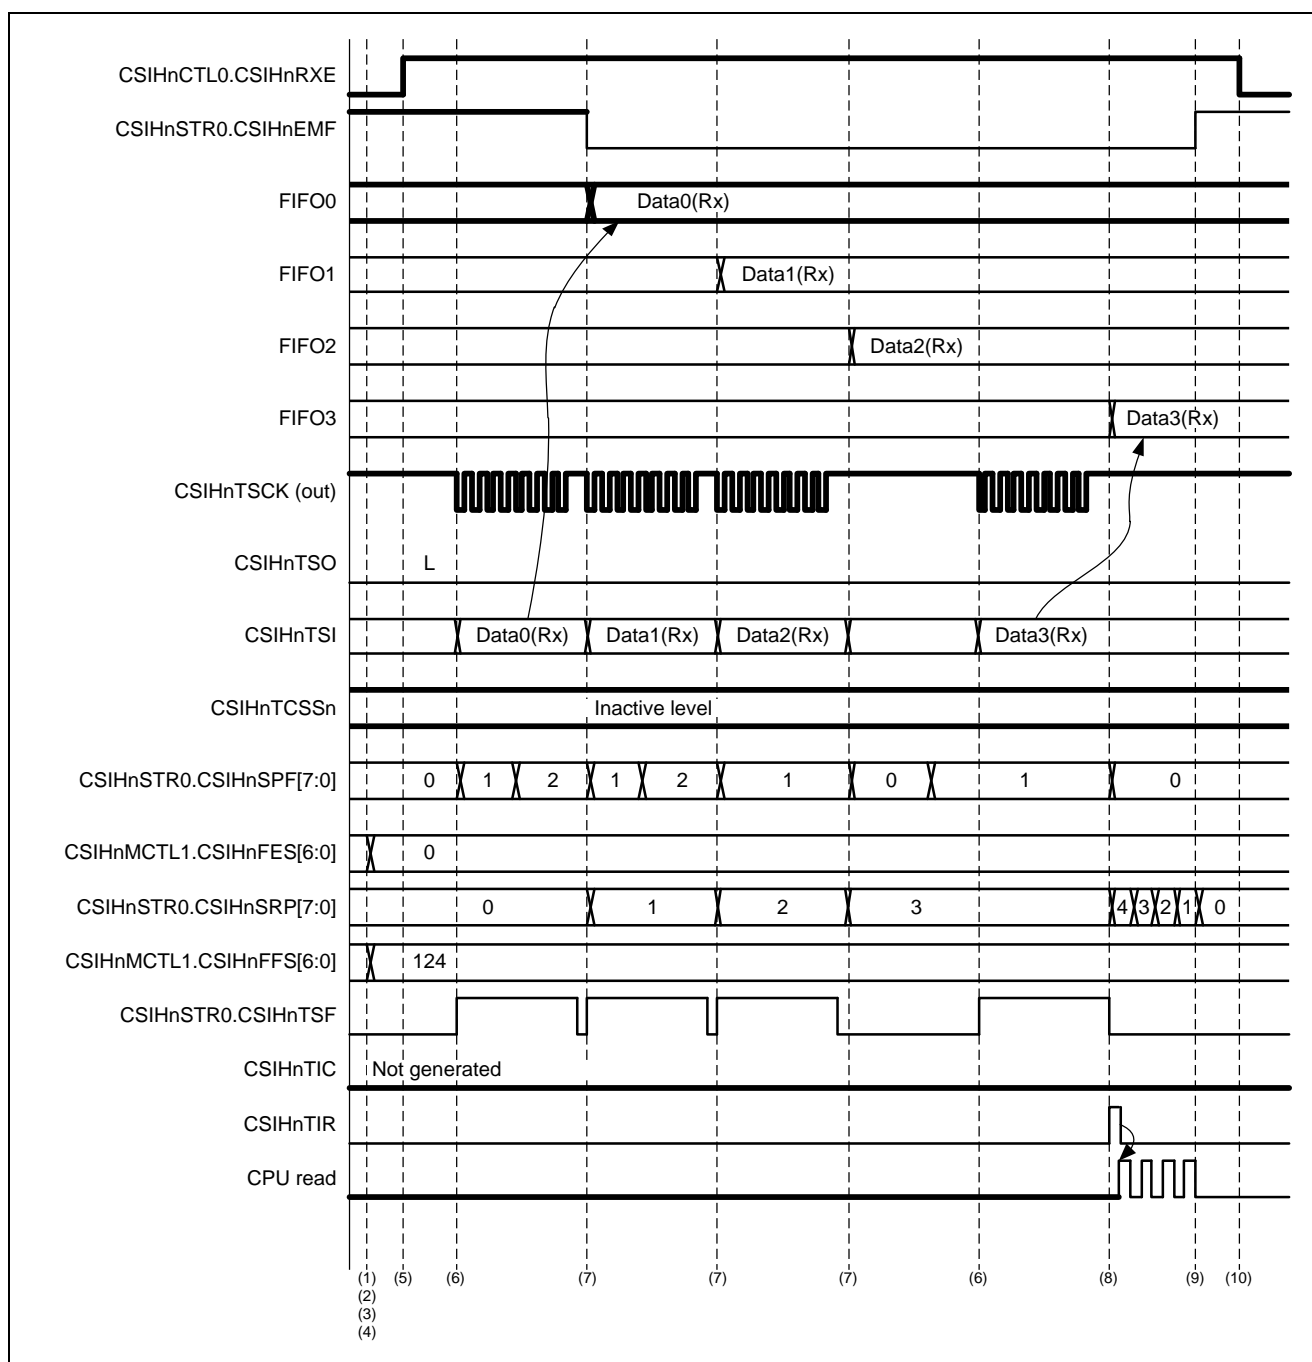 CSIHnCTL0.CSIHnRXE
CSIHnSTR0.CSIHnEMF
FIFO0 Data0(Rx)
FIFO1 Data1(Rx)
FIFO2 Data2(Rx)
FIFO3 Data3(Rx)
CSIHnTSCK (out)
CSIHnTSO L
CSIHnTSI Data0(Rx) Data1(Rx) Data2(Rx) Data3(Rx)
CSIHnTCSSn Inactive level
CSIHnSTR0.CSIHnSPF[7:0] 0 1 2 1 2 1 0 1 0
CSIHnMCTL1.CSIHnFES[6:0] 0
CSIHnSTR0.CSIHnSRP[7:0] 0 1 2 3 4 3 2 1 0
CSIHnMCTL1.CSIHnFFS[6:0] 124
CSIHnSTR0.CSIHnTSF
CSIHnTIC Not generated
CSIHnTIR
CPU read
(1) (5) (6) (7) (7) (7) (6) (8) (9) (10)
(2)
(3)
(4)